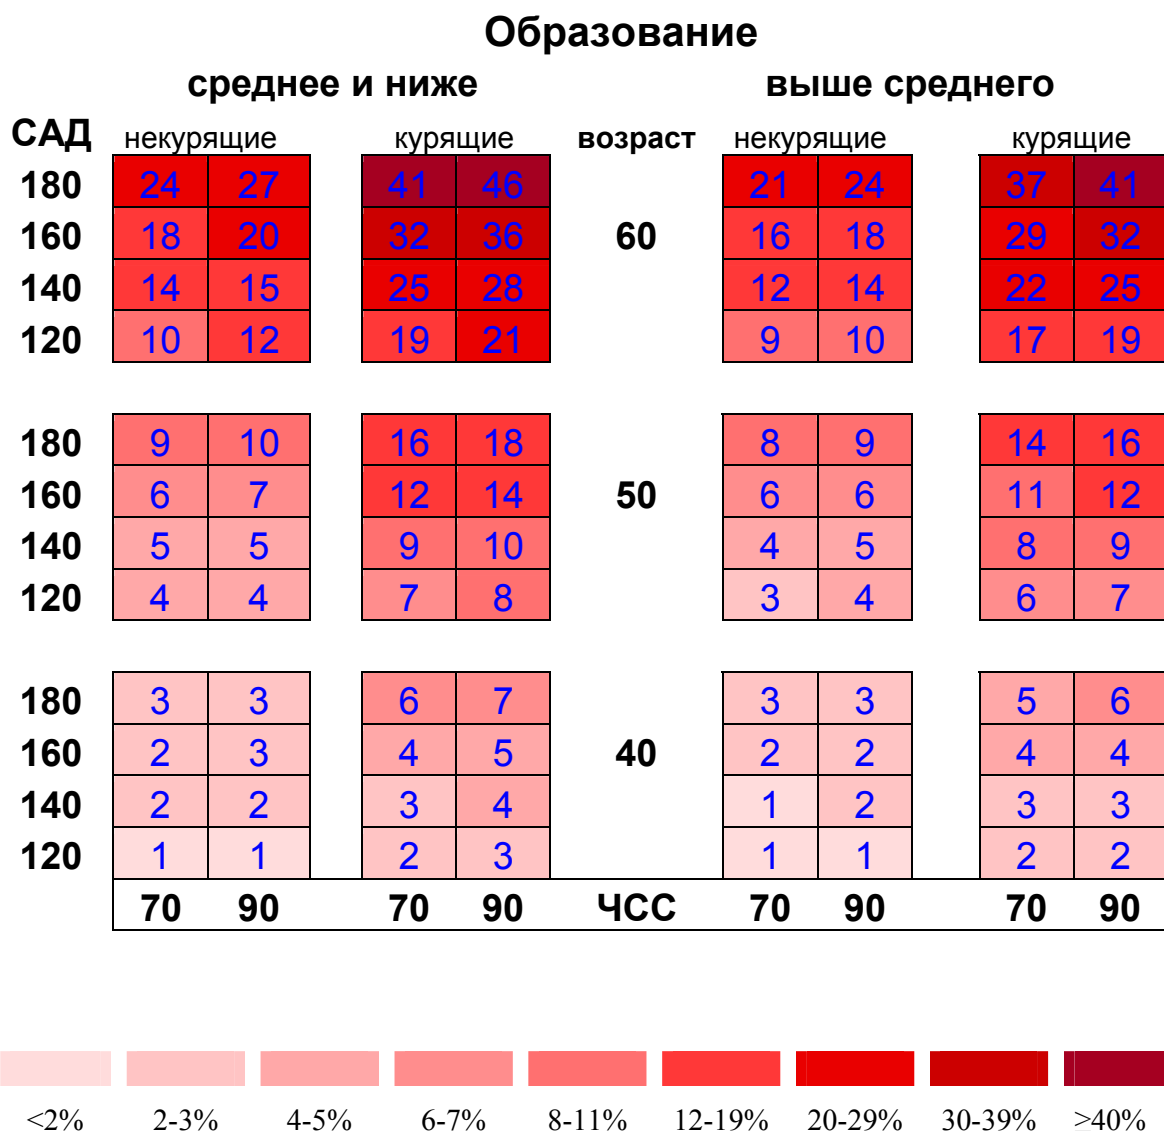 Образование
среднее и ниже выше среднего
САД некурящие курящие возраст некурящие курящие
180 24 27 41 46 21 24 37 41
160 18 20 32 36 60 16 18 29 32
140 14 15 25 28 12 14 22 25
120 10 12 19 21 9 10 17 19
180 9 10 16 18 8 9 14 16
160 6 7 12 14 50 6 6 11 12
140 5 5 9 10 4 5 8 9
120 4 4 7 8 3 4 6 7
180 3 3 6 7 3 3 5 6
160 2 3 4 5 40 2 2 4 4
140 2 2 3 4 1 2 3 3
120 1 1 2 3 1 1 2 2
70 90 70 90 ЧСС 70 90 70 90
<2% 2-3% 4-5% 6-7% 8-11% 12-19% 20-29% 30-39% >40%